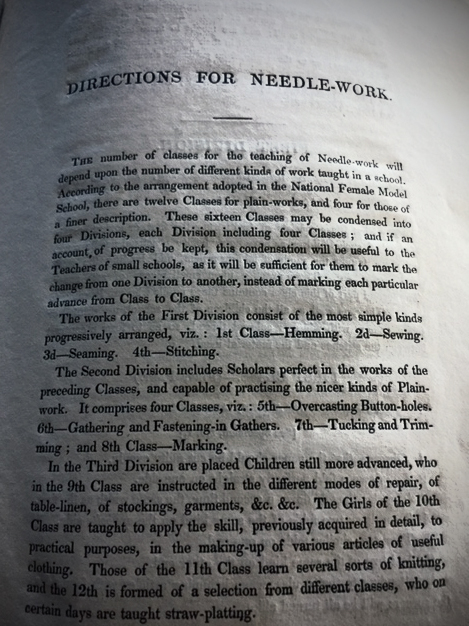 DIRECTIONS FOR NEEDLE-WORK.
THE number of classes for the teaching of Needle-work will
depend upon the number of different kinds of work taught in a school.
According to the arrangement adopted in the National Female Model
School, there are twelve Classes for plain-works, and four for those of
a finer description. These sixteen Classes may be condensed into
four Divisions, each Division including four Classes; and if an
account, of progress be kept, this condensation will be useful to the
Teachers of small schools, as it will be sufficient for them to mark the
change from one Division to another, instead of marking each particular
advance from Class to Class.
The works of the First Division consist of the most simple kinds
progressively arranged, viz.: 1st Class—Hemming. 2d—Sewing.
3d—Seaming. 4th—Stitching.
The Second Division includes Scholars perfect in the works of the
preceding Classes, and capable of practising the nicer kinds of Plain-
work. It comprises four Classes, viz.: 5th—Overcasting Button-holes.
6th—Gathering and Fastening-in Gathers. 7th—Tucking and Trim-
ming; and 8th Class—Marking.
In the Third Division are placed Children still more advanced, who
in the 9th Class are instructed in the different modes of repair, of
table-linen, of stockings, garments, &c. &c. The Girls of the 10th
Class are taught to apply the skill, previously acquired in detail, to
practical purposes, in the making-up of various articles of useful
clothing. Those of the 11th Class learn several sorts of knitting,
and the 12th is formed of a selection from different classes, who on
certain days are taught straw-platting.